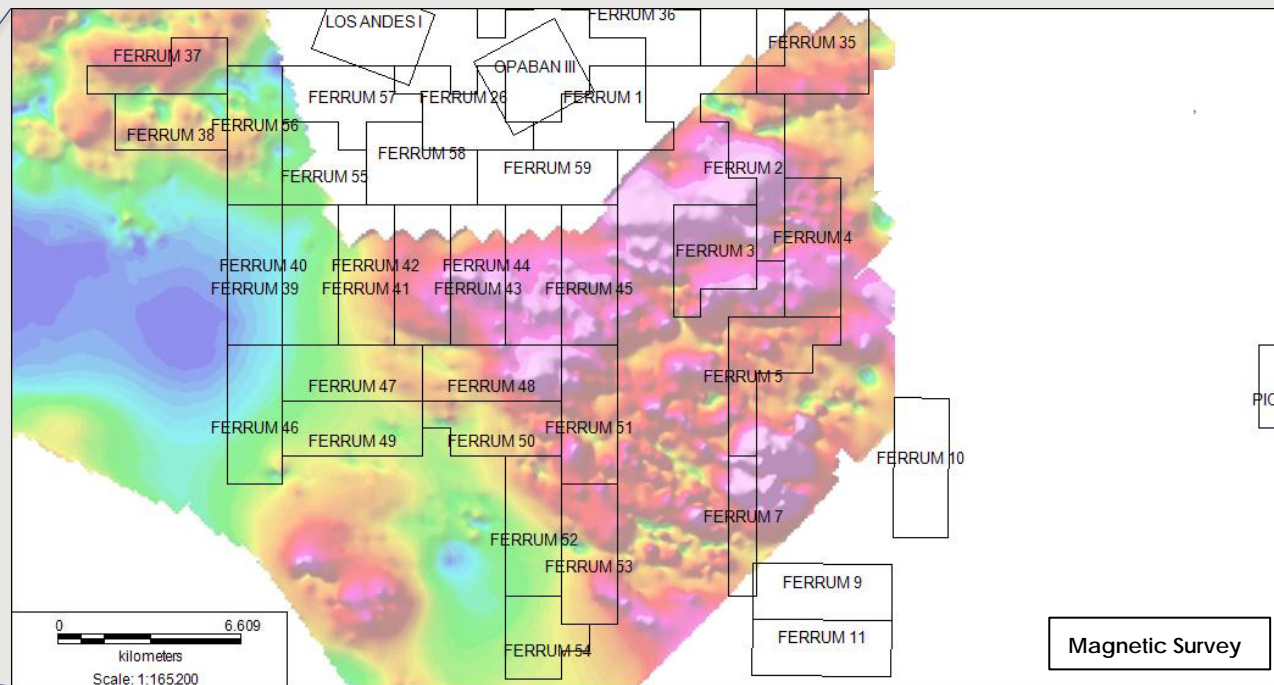 LOS ANDES I
FERRUM 36
FERRUM 35
FERRUM 37
OPABAN III
FERRUM 57
FERRUM 26
FERRUM 1
FERRUM 56
FERRUM 38
FERRUM 58
FERRUM 55
FERRUM 59
FERRUM 2
FERRUM 4
FERRUM 3
FERRUM 40
FERRUM 42
FERRUM 44
FERRUM 39
FERRUM 41
FERRUM 43
FERRUM 45
FERRUM 5
FERRUM 47
FERRUM 48
FERRUM 46
FERRUM 49
FERRUM 50
FERRUM 51
FERRUM 10
PIC
FERRUM 7
FERRUM 52
FERRUM 53
FERRUM 9
FERRUM 11
FERRUM 54
0 6.609
kilometers
Scale: 1:165,200
Magnetic Survey